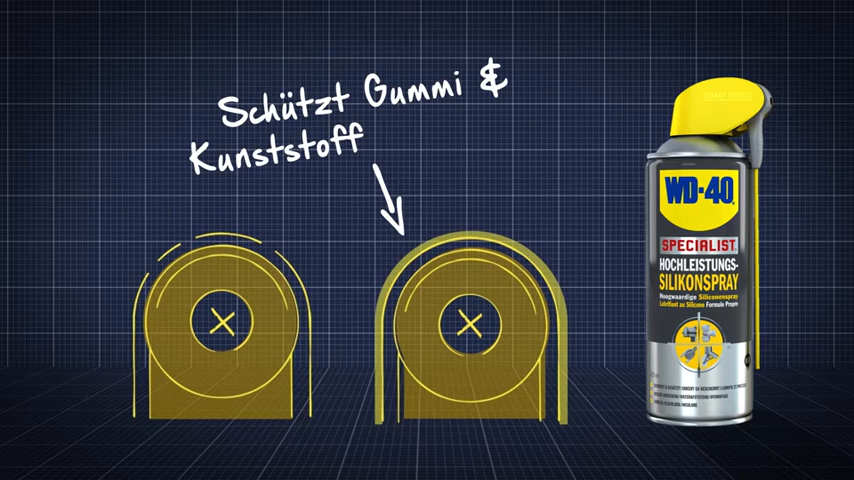 Schützt Gummi &
Kunststoff
WD-40
SPECIALIST
HOCHLEISTUNGS-
SILIKONSPRAY
Hoogwaardige Siliconenspray
Lubrifiant au Silicone Formule Propre